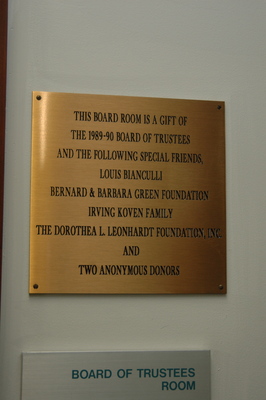 THIS BOARD ROOM IS A GIFT OF
THE 1989-90 BOARD OF TRUSTEES
AND THE FOLLOWING SPECIAL FRIENDS,
LOUIS BIANCULLI
BERNARD & BARBARA GREEN FOUNDATION
IRVING KOVEN FAMILY
THE DOROTHEA L. LEONHARDT FOUNDATION, INC.
AND
TWO ANONYMOUS DONORS
BOARD OF TRUSTEES
ROOM